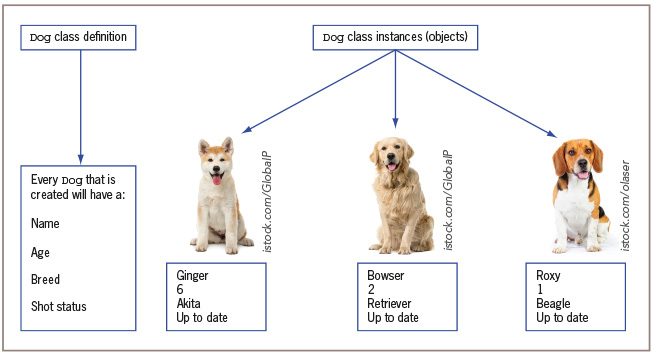 Dog class definition
Dog class instances (objects)
Every Dog that is
created will have a:
Name
Age
Breed
Shot status
istock.com/GlobalP
istock.com/GlobalP
istock.com/olaser
Ginger
6
Akita
Up to date
Bowser
2
Retriever
Up to date
Roxy
1
Beagle
Up to date